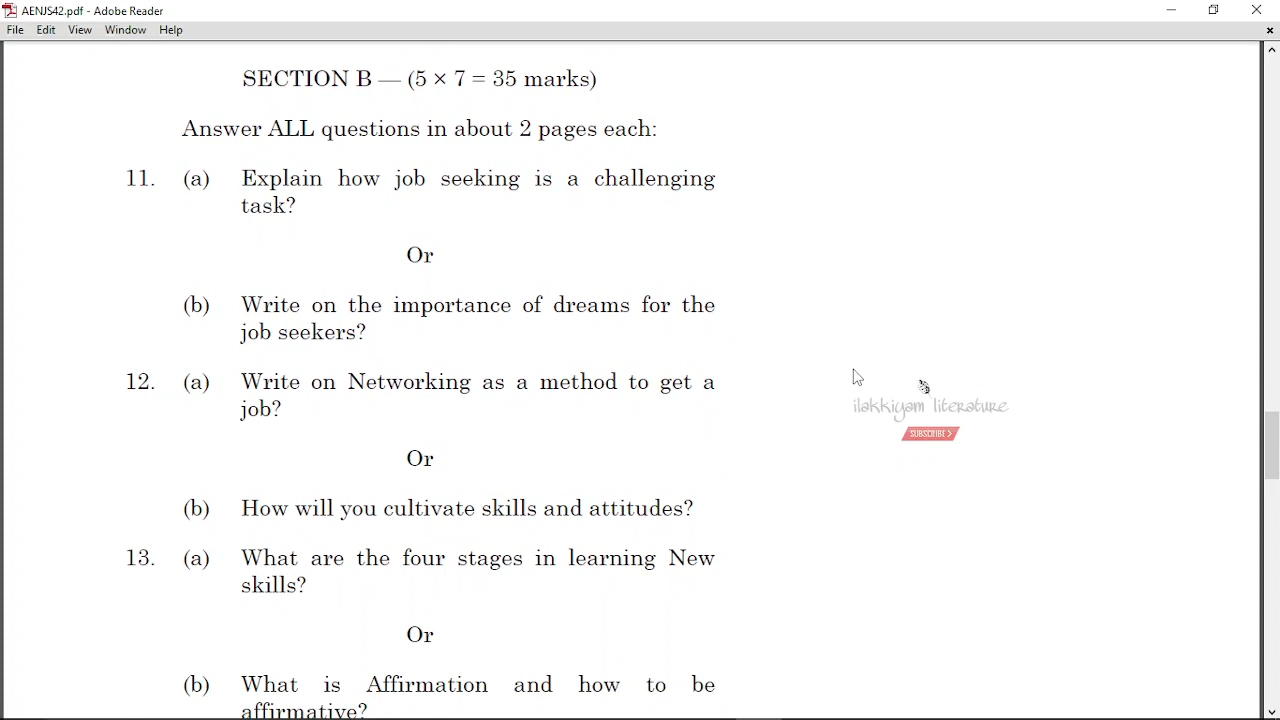 AENJS42.pdf - Adobe Reader
File Edit View Window Help
SECTION B — (5 × 7 = 35 marks)
Answer ALL questions in about 2 pages each:
11. (a) Explain how job seeking is a challenging
task?
Or
(b) Write on the importance of dreams for the
job seekers?
12. (a) Write on Networking as a method to get a
job?
Or
(b) How will you cultivate skills and attitudes?
13. (a) What are the four stages in learning New
skills?
Or
(b) What is Affirmation and how to be
affirmative?
ilakkiyam literature
SUBSCRIBE >